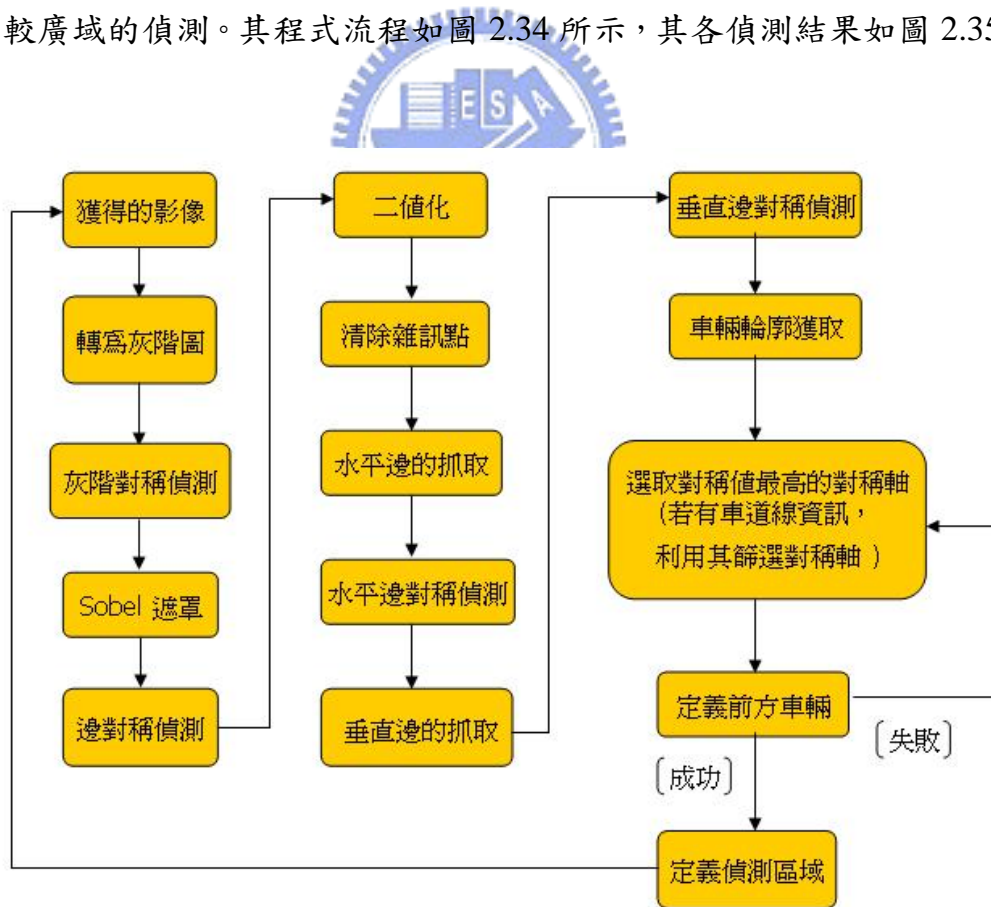 較廣域的偵測。其程式流程如圖 2.34 所示,其各偵測結果如圖 2.35
ESA
獲得的影像
轉為灰階圖
灰階對稱偵測
Sobel 遮罩
邊對稱偵測
二值化
清除雜訊點
水平邊的抓取
水平邊對稱偵測
垂直邊的抓取
垂直邊對稱偵測
車輛輪廓獲取
選取對稱值最高的對稱軸
(若有車道線資訊,
利用其篩選對稱軸 )
定義前方車輛
〔失敗〕
〔成功〕
定義偵測區域